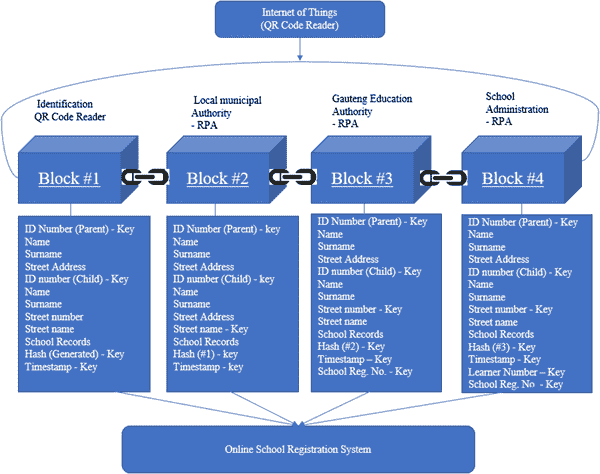 Internet of Things
(QR Code Reader)
Identification
QR Code Reader
Local municipal
Authority
- RPA
Gauteng Education
Authority
- RPA
School
Administration
- RPA
Block #1
Block #2
Block #3
Block #4
ID Number (Parent) - Key
Name
Surname
Street Address
ID number (Child) - Key
Name
Surname
Street number
Street name
School Records
Hash (Generated) - Key
Timestamp - Key
ID Number (Parent) - key
Name
Surname
Street Address
ID number (Child) - key
Name
Surname
Street Address
Street name - Key
School Records
Hash (#1) - key
Timestamp - key
ID Number (Parent) - Key
Name
Surname
Street Address
ID number (Child) - Key
Name
Surname
Street number - Key
Street name
School Records
Hash (#2) - Key
Timestamp – Key
School Reg. No. - Key
ID Number (Parent) - Key
Name
Surname
Street Address
ID number (Child) - Key
Name
Surname
Street number - Key
Street name
School Records
Hash (#3) - Key
Timestamp - Key
Learner Number – Key
School Reg. No. - Key
Online School Registration System